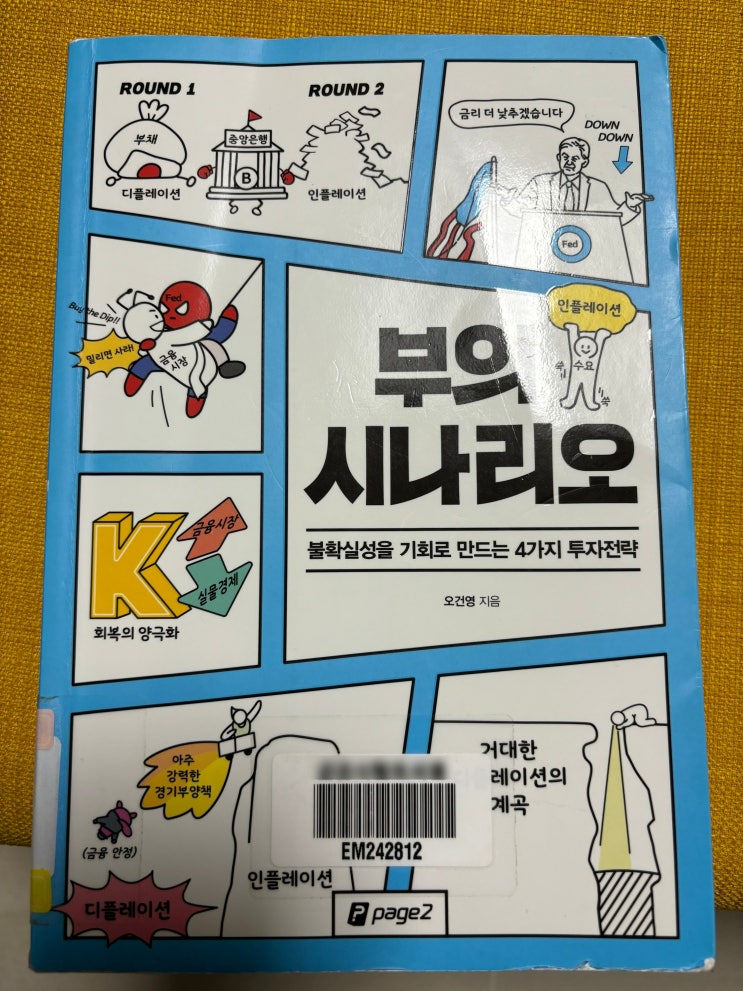 ROUND 1
ROUND 2
부채
중앙은행
B
디플레이션
인플레이션
금리 더 낮추겠습니다
DOWN
DOWN
Fed
Fed
Buy the Dip!!
밀리면 사라!
금융
시장
인플레이션
수요
쑥
쑥
부의
시나리오
불확실성을 기회로 만드는 4가지 투자전략
오건영 지음
K
금융시장
실물경제
회복의 양극화
아주
강력한
경기부양책
(금융 안정)
디플레이션
인플레이션
거대한
플레이션의
계곡
EM242812
page2